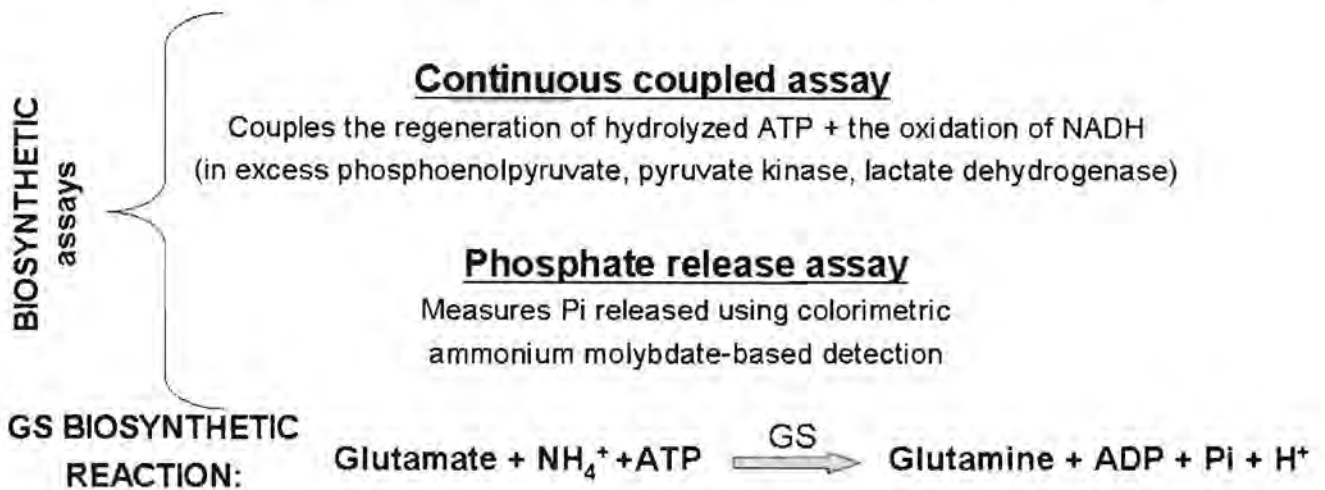 BIOSYNTHETIC
assays
Continuous coupled assay
Couples the regeneration of hydrolyzed ATP + the oxidation of NADH
(in excess phosphoenolpyruvate, pyruvate kinase, lactate dehydrogenase)
Phosphate release assay
Measures Pi released using colorimetric
ammonium molybdate-based detection
GS BIOSYNTHETIC
REACTION:
Glutamate + NH₄⁺ +ATP GS Glutamine + ADP + Pi + H⁺